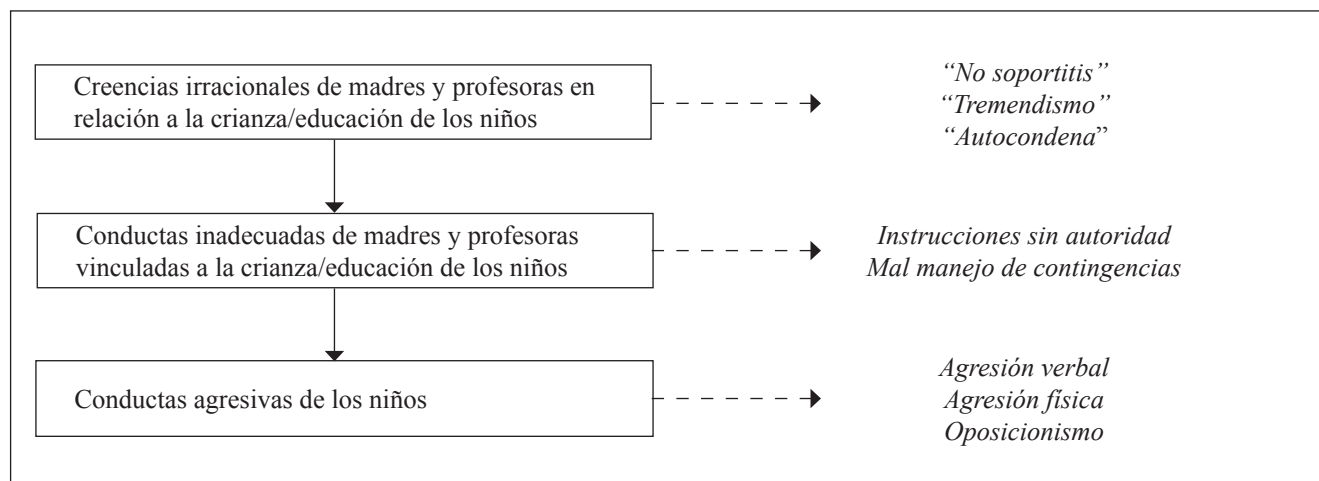 Creencias irracionales de madres y profesoras en
relación a la crianza/educación de los niños
“No soportitis”
“Tremendismo”
“Autocondena”
Conductas inadecuadas de madres y profesoras
vinculadas a la crianza/educación de los niños
Instrucciones sin autoridad
Mal manejo de contingencias
Conductas agresivas de los niños
Agresión verbal
Agresión física
Oposicionismo